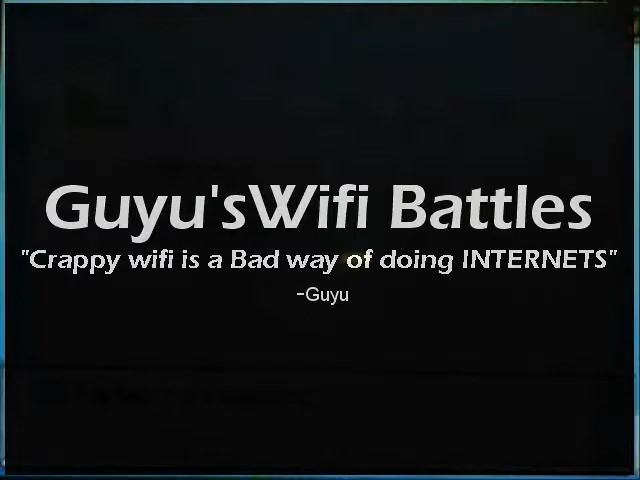 Guyu'sWifi Battles
"Crappy wifi is a Bad way of doing INTERNETS"
-Guyu